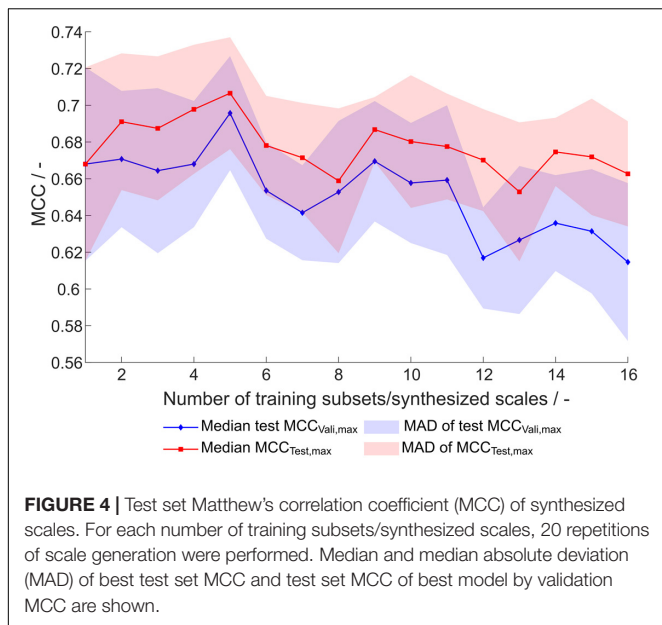 0.74
0.72
0.7
0.68
0.66
0.64
0.62
0.6
0.58
0.56
MCC / -
2 4 6 8 10 12 14 16
Number of training subsets/synthesized scales / -
Median test MCCVali,max MAD of test MCCVali,max
Median MCCTest,max MAD of MCCTest,max
FIGURE 4 | Test set Matthew's correlation coefficient (MCC) of synthesized
scales. For each number of training subsets/synthesized scales, 20 repetitions
of scale generation were performed. Median and median absolute deviation
(MAD) of best test set MCC and test set MCC of best model by validation
MCC are shown.